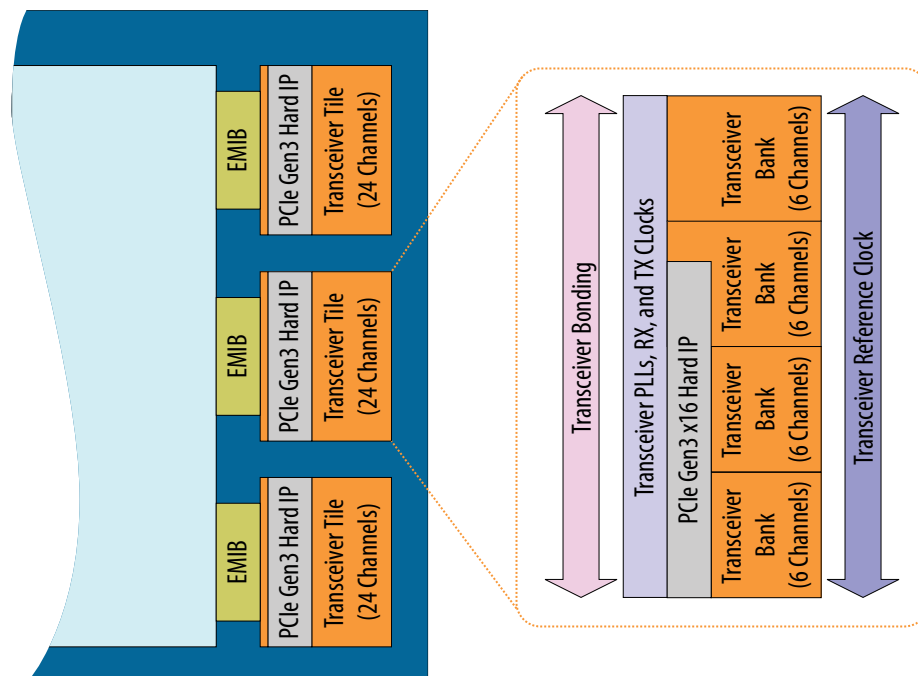 EMIB
PCIe Gen3 Hard IP
Transceiver Tile
(24 Channels)
EMIB
PCIe Gen3 Hard IP
Transceiver Tile
(24 Channels)
EMIB
PCIe Gen3 Hard IP
Transceiver Tile
(24 Channels)
Transceiver Bonding
Transceiver PLLs, RX, and TX CLocks
PCIe Gen3 x16 Hard IP
Transceiver
Bank
(6 Channels)
Transceiver
Bank
(6 Channels)
Transceiver
Bank
(6 Channels)
Transceiver
Bank
(6 Channels)
Transceiver Reference Clock